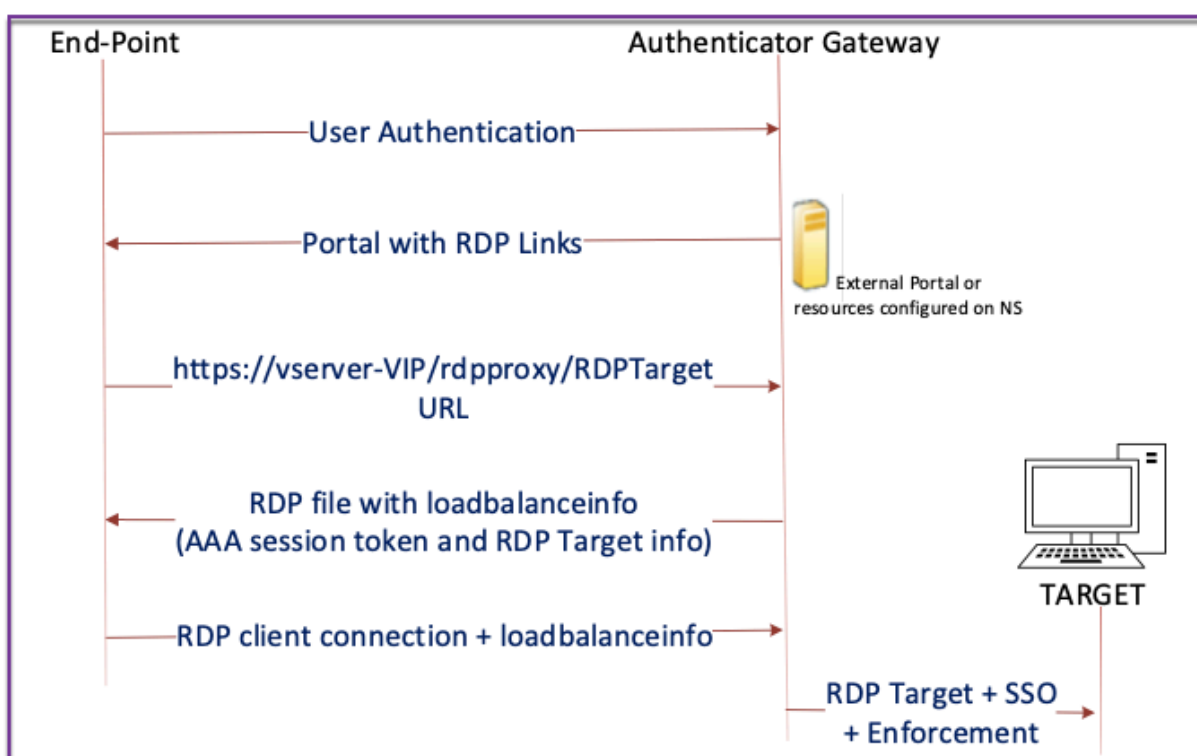 End-Point
Authenticator Gateway
User Authentication
Portal with RDP Links
External Portal or
resources configured on NS
https://vserver-VIP/rdpproxy/RDPTarget
URL
RDP file with loadbalanceinfo
(AAA session token and RDP Target info)
TARGET
RDP client connection + loadbalanceinfo
RDP Target + SSO
+ Enforcement